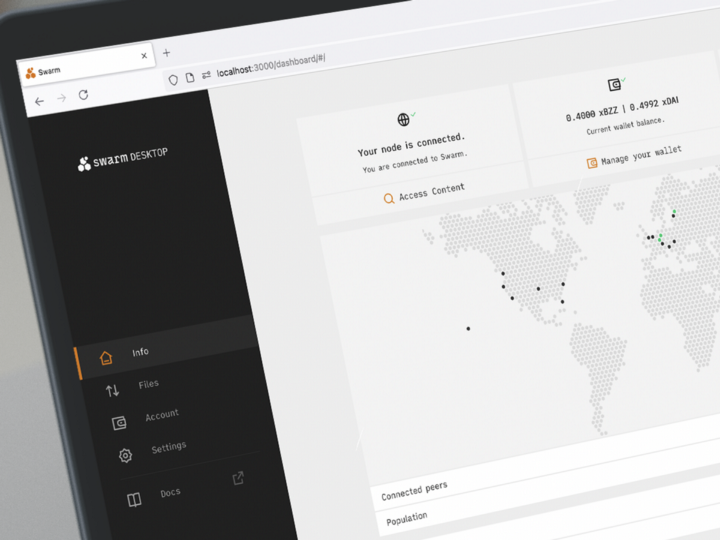 Swarm
localhost:3000/dashboard/#/
swarm DESKTOP
Your node is connected.
You are connected to Swarm.
Access Content
0.4000 xBZZ | 0.4992 xDAI
Current wallet balance.
Manage your wallet
Info
Files
Account
Settings
Docs
Connected peers
Population